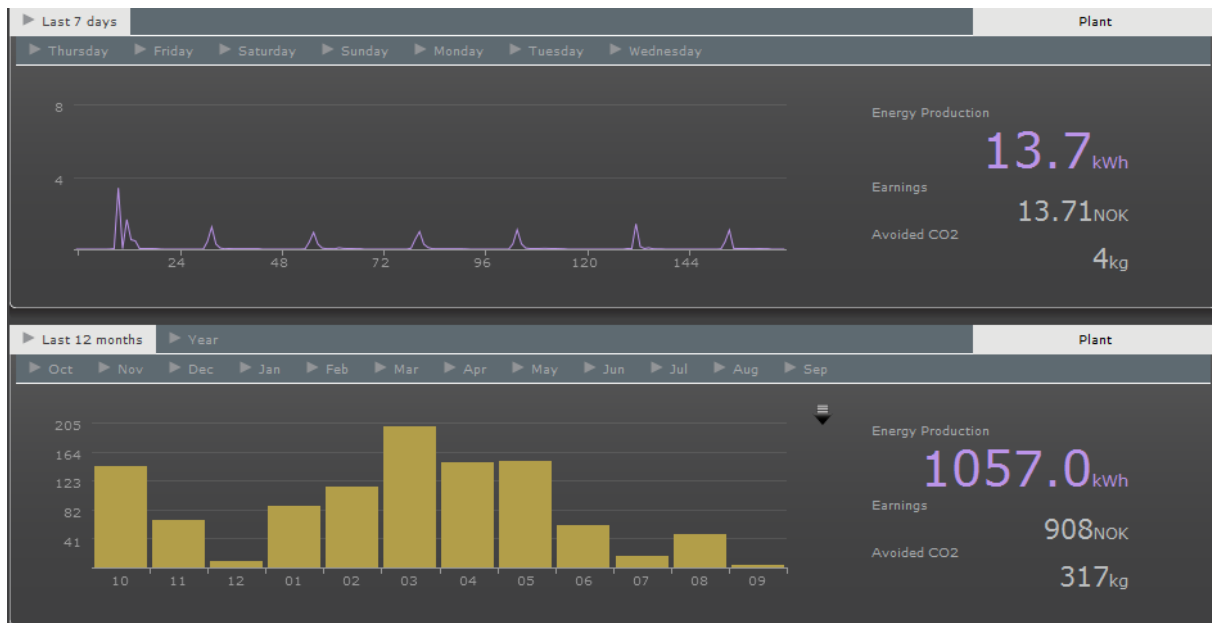 Last 7 days Plant
Thursday Friday Saturday Sunday Monday Tuesday Wednesday
8
4
24 48 72 96 120 144
Energy Production
13.7kWh
Earnings
13.71NOK
Avoided CO2
4kg
Last 12 months Year Plant
Oct Nov Dec Jan Feb Mar Apr May Jun Jul Aug Sep
205
164
123
82
41
10 11 12 01 02 03 04 05 06 07 08 09
Energy Production
1057.0kWh
Earnings
908NOK
Avoided CO2
317kg